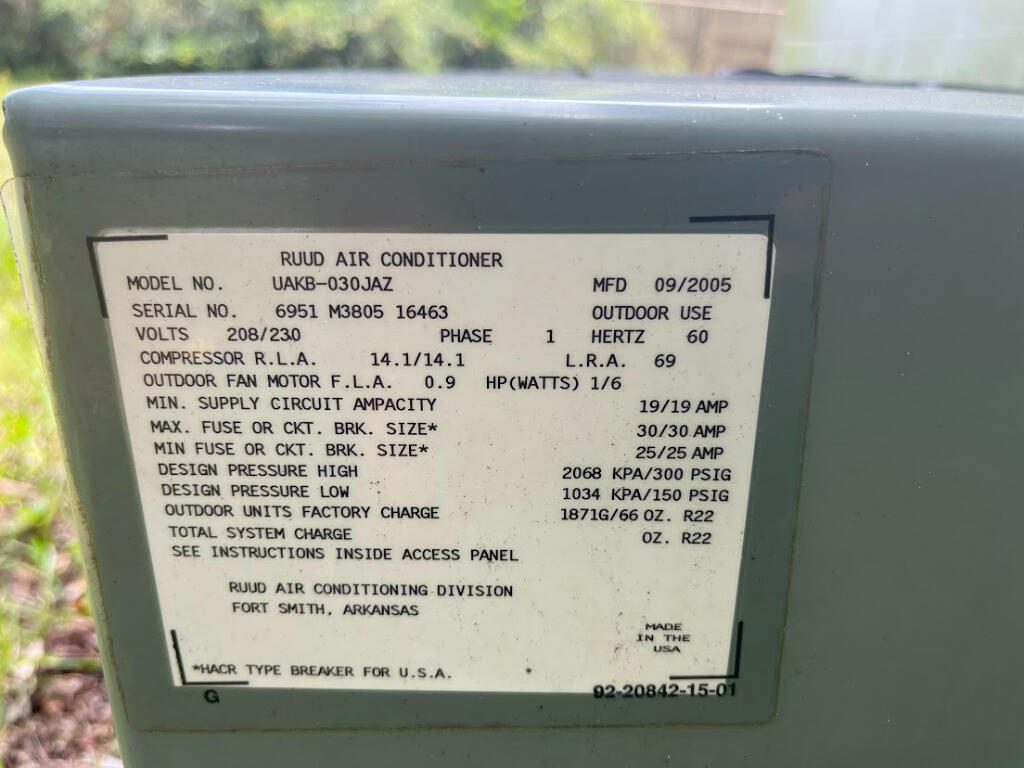 RUUD AIR CONDITIONER
MODEL NO. UAKB-030JAZ MFD 09/2005
SERIAL NO. 6951 M3805 16463 OUTDOOR USE
VOLTS 208/230 PHASE 1 HERTZ 60
COMPRESSOR R.L.A. 14.1/14.1 L.R.A. 69
OUTDOOR FAN MOTOR F.L.A. 0.9 HP(WATTS) 1/6
MIN. SUPPLY CIRCUIT AMPACITY 19/19 AMP
MAX. FUSE OR CKT. BRK. SIZE* 30/30 AMP
MIN FUSE OR CKT. BRK. SIZE* 25/25 AMP
DESIGN PRESSURE HIGH 2068 KPA/300 PSIG
DESIGN PRESSURE LOW 1034 KPA/150 PSIG
OUTDOOR UNITS FACTORY CHARGE 1871G/66 OZ. R22
TOTAL SYSTEM CHARGE OZ. R22
SEE INSTRUCTIONS INSIDE ACCESS PANEL
RUUD AIR CONDITIONING DIVISION
FORT SMITH, ARKANSAS
MADE
IN THE
USA
*HACR TYPE BREAKER FOR U.S.A.
G 92-20842-15-01